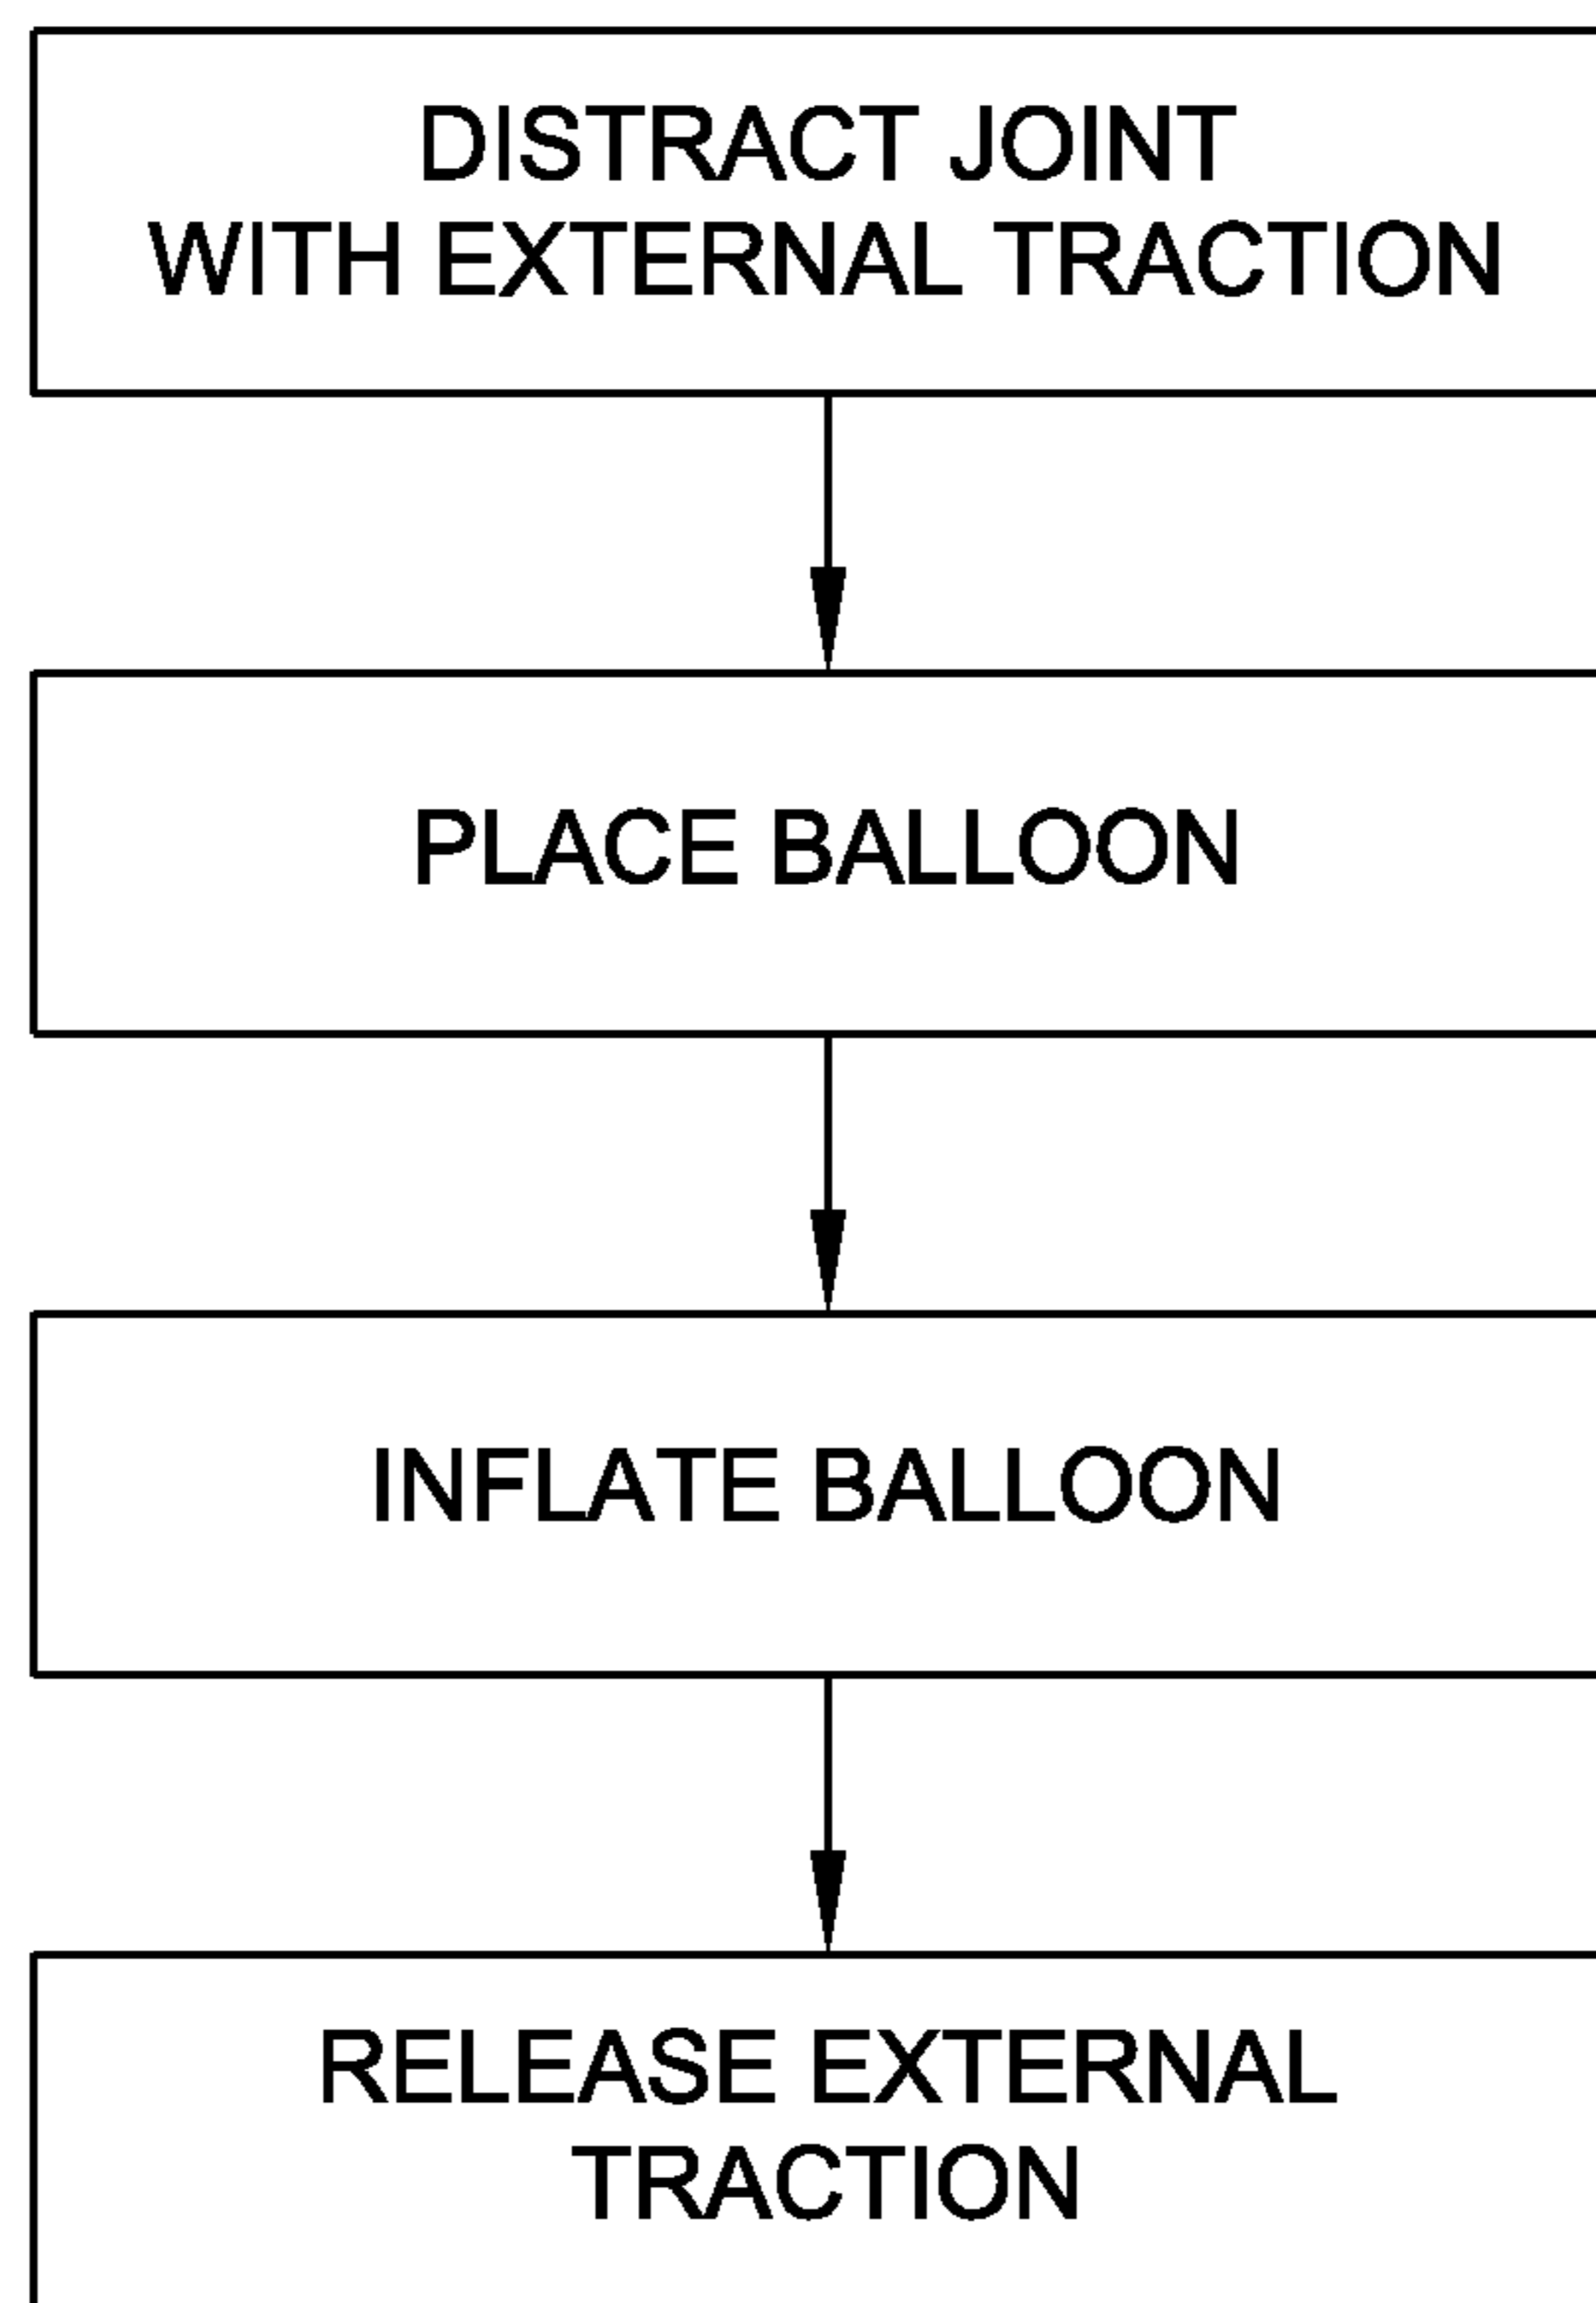 DISTRACT JOINT
WITH EXTERNAL TRACTION
PLACE BALLOON
INFLATE BALLOON
RELEASE EXTERNAL
TRACTION